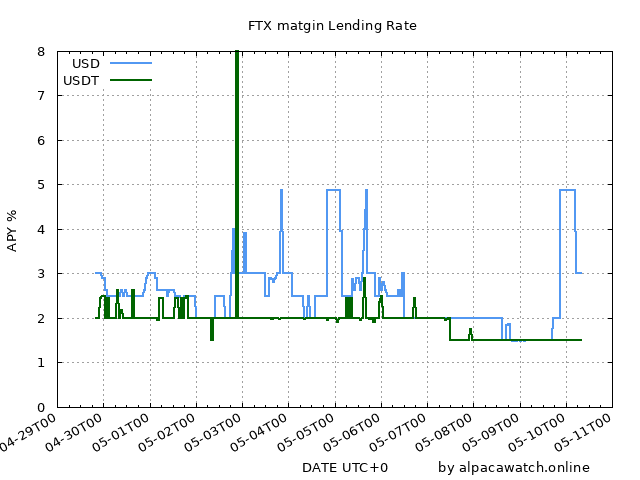 FTX matgin Lending Rate
USD
USDT
APY %
8
7
6
5
4
3
2
1
0
04-29T00
04-30T00
05-01T00
05-02T00
05-03T00
05-04T00
05-05T00
05-06T00
05-07T00
05-08T00
05-09T00
05-10T00
05-11T00
DATE UTC+0
by alpacawatch.online